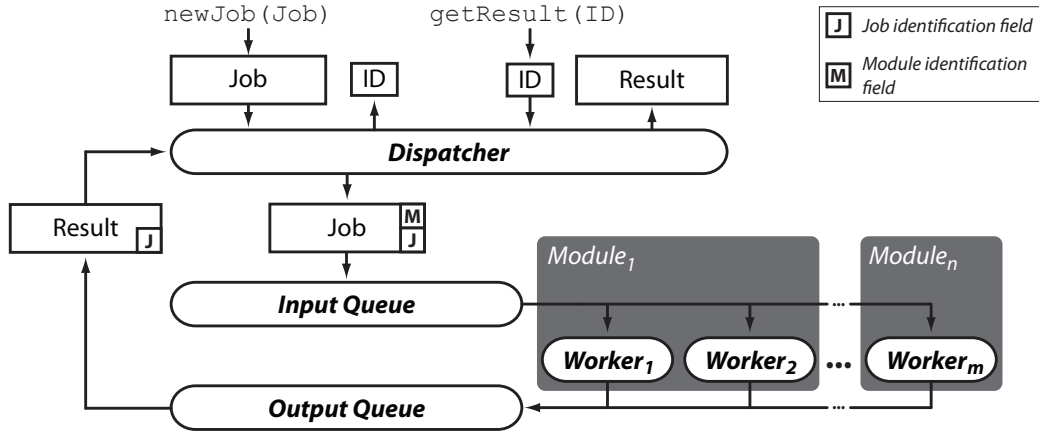 newJob(Job)
getResult(ID)
J Job identification field
M Module identification
field
Job
ID
ID
Result
Dispatcher
Result
J
Job
M
J
Module1
Modulen
Input Queue
...
Worker1
Worker2
...
Workerm
Output Queue
...